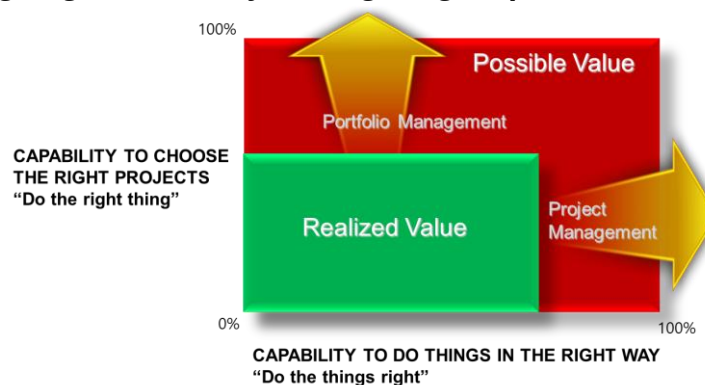 100%
Possible Value
Portfolio Management
CAPABILITY TO CHOOSE
THE RIGHT PROJECTS
“Do the right thing”
Realized Value
Project
Management
0%
100%
CAPABILITY TO DO THINGS IN THE RIGHT WAY
“Do the things right”